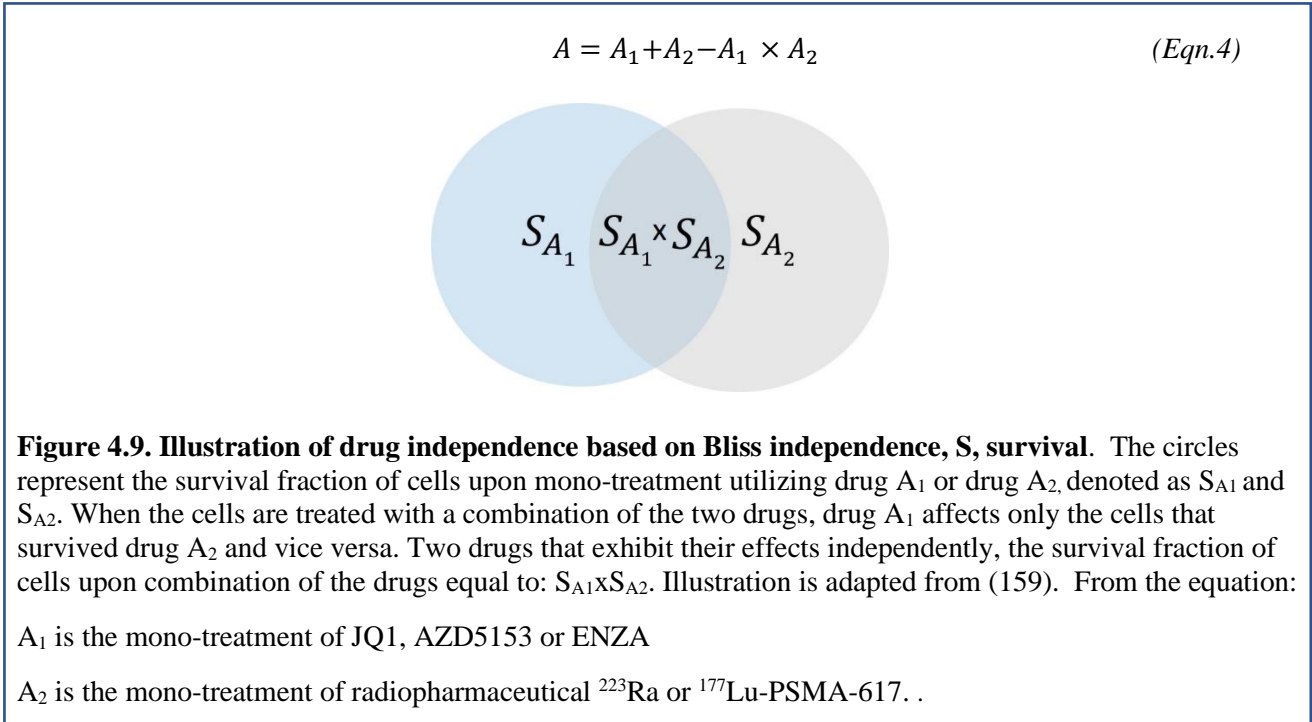 A = A₁+A₂−A₁ × A₂ (Eqn.4)
S_A₁ S_A₁ x S_A₂ S_A₂
Figure 4.9. Illustration of drug independence based on Bliss independence, S, survival. The circles
represent the survival fraction of cells upon mono-treatment utilizing drug A₁ or drug A₂, denoted as S_A1 and
S_A2. When the cells are treated with a combination of the two drugs, drug A₁ affects only the cells that
survived drug A₂ and vice versa. Two drugs that exhibit their effects independently, the survival fraction of
cells upon combination of the drugs equal to: S_A1xS_A2. Illustration is adapted from (159). From the equation:
A₁ is the mono-treatment of JQ1, AZD5153 or ENZA
A₂ is the mono-treatment of radiopharmaceutical ²²³Ra or ¹⁷⁷Lu-PSMA-617. .